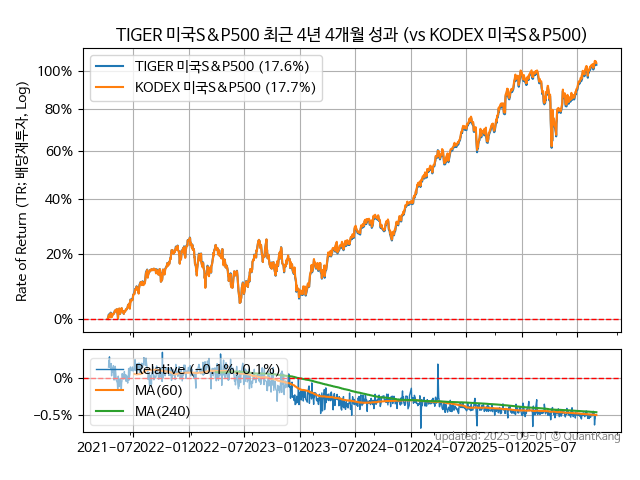 TIGER 미국S&P500 최근 4년 4개월 성과 (vs KODEX 미국S&P500)
TIGER 미국S&P500 (17.6%)
KODEX 미국S&P500 (17.7%)
Rate of Return (TR: 배당재투자, Log)
100%
80%
60%
40%
20%
0%
Relative (−0.1%, 0.1%)
MA(60)
MA(240)
0%
−0.5%
2021-07
2022-01
2022-07
2023-01
2023-07
2024-01
2024-07
2025-01
2025-07
updated: 2025-09-01 © QuantKang